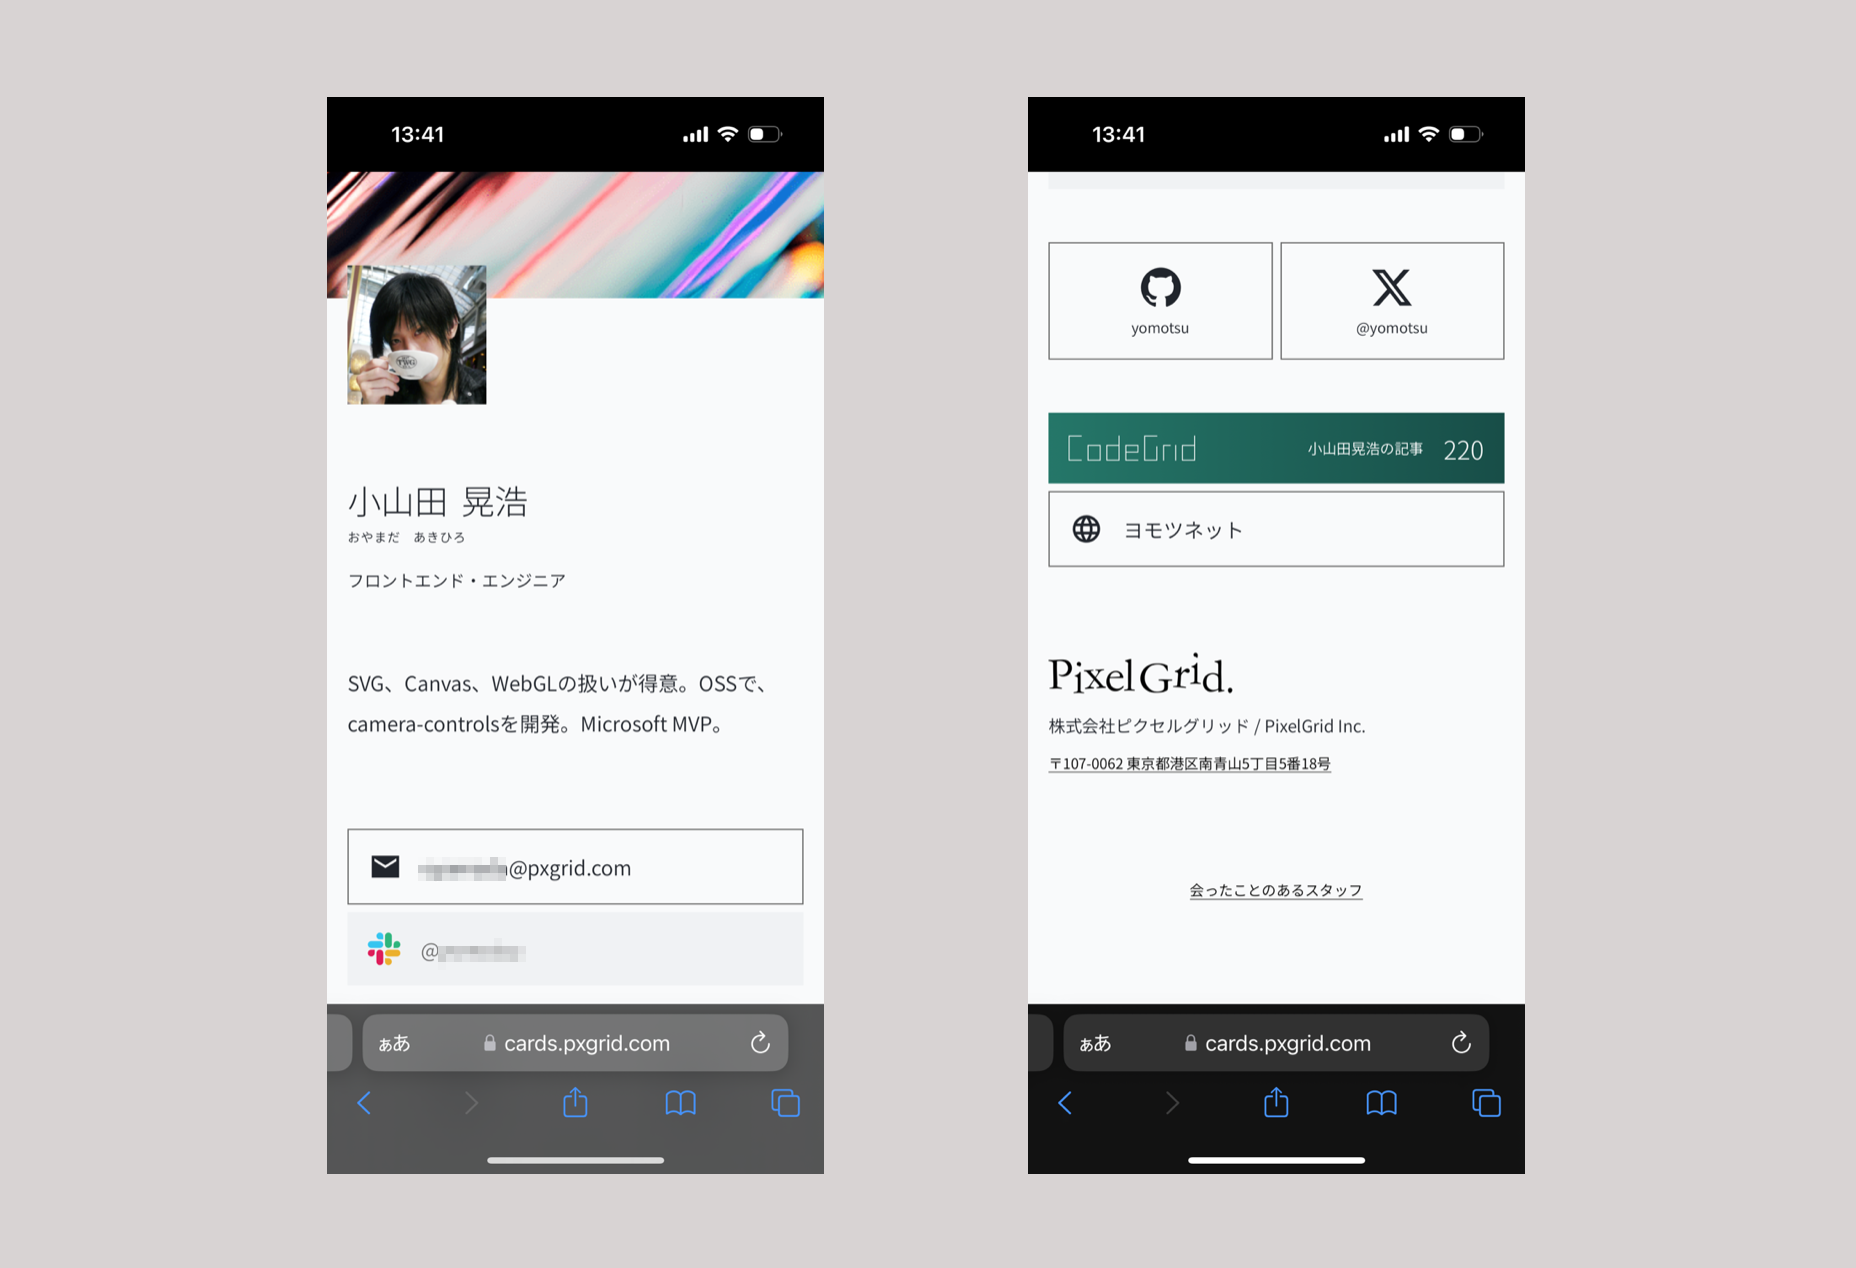 13:41
小山田 晃浩
おやまだ あきひろ
フロントエンド・エンジニア
SVG、Canvas、WebGLの扱いが得意。OSSで、
camera-controlsを開発。Microsoft MVP。
@pxgrid.com
@
ぁあ cards.pxgrid.com
13:41
yomotsu
@yomotsu
CodeGrid 小山田晃浩の記事 220
ヨモツネット
PixelGrid.
株式会社ピクセルグリッド / PixelGrid Inc.
〒107-0062 東京都港区南青山5丁目5番18号
会ったことのあるスタッフ
ぁあ cards.pxgrid.com